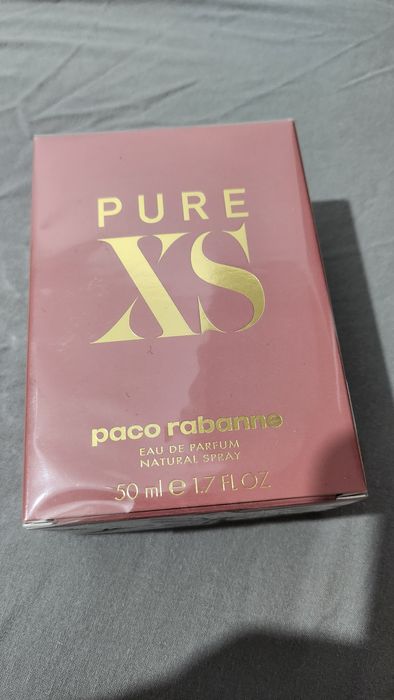 PURE
XS
paco rabanne
EAU DE PARFUM
NATURAL SPRAY
50 ml e 1.7 FL OZ